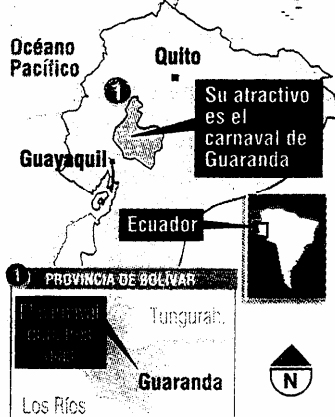 Océano
Pacífico
Quito
1
Su atractivo
es el
carnaval de
Guaranda
Guayaquil
Ecuador
1 PROVINCIA DE BOLÍVAR
Tungurah.
Guaranda
Los Ríos
N